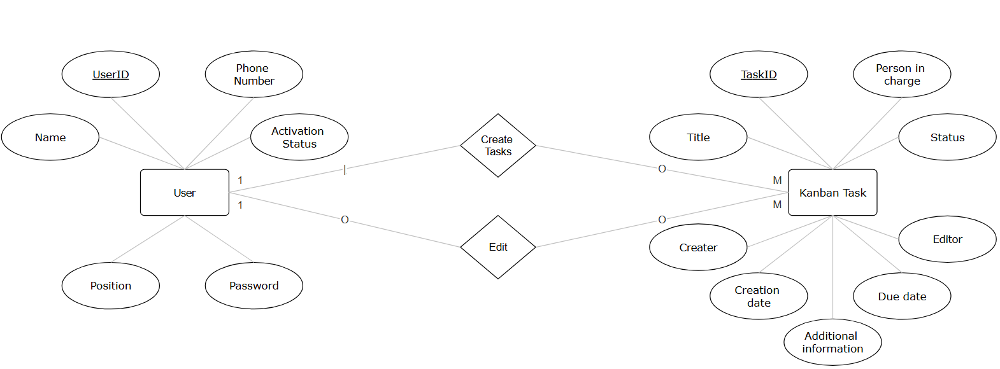 UserID
Phone
Number
TaskID
Person in
charge
Name
Activation
Status
Create
Tasks
Title
Status
|
O
1
M
User
Kanban Task
1
M
O
O
Edit
Creater
Editor
Position
Password
Creation
date
Due date
Additional
information